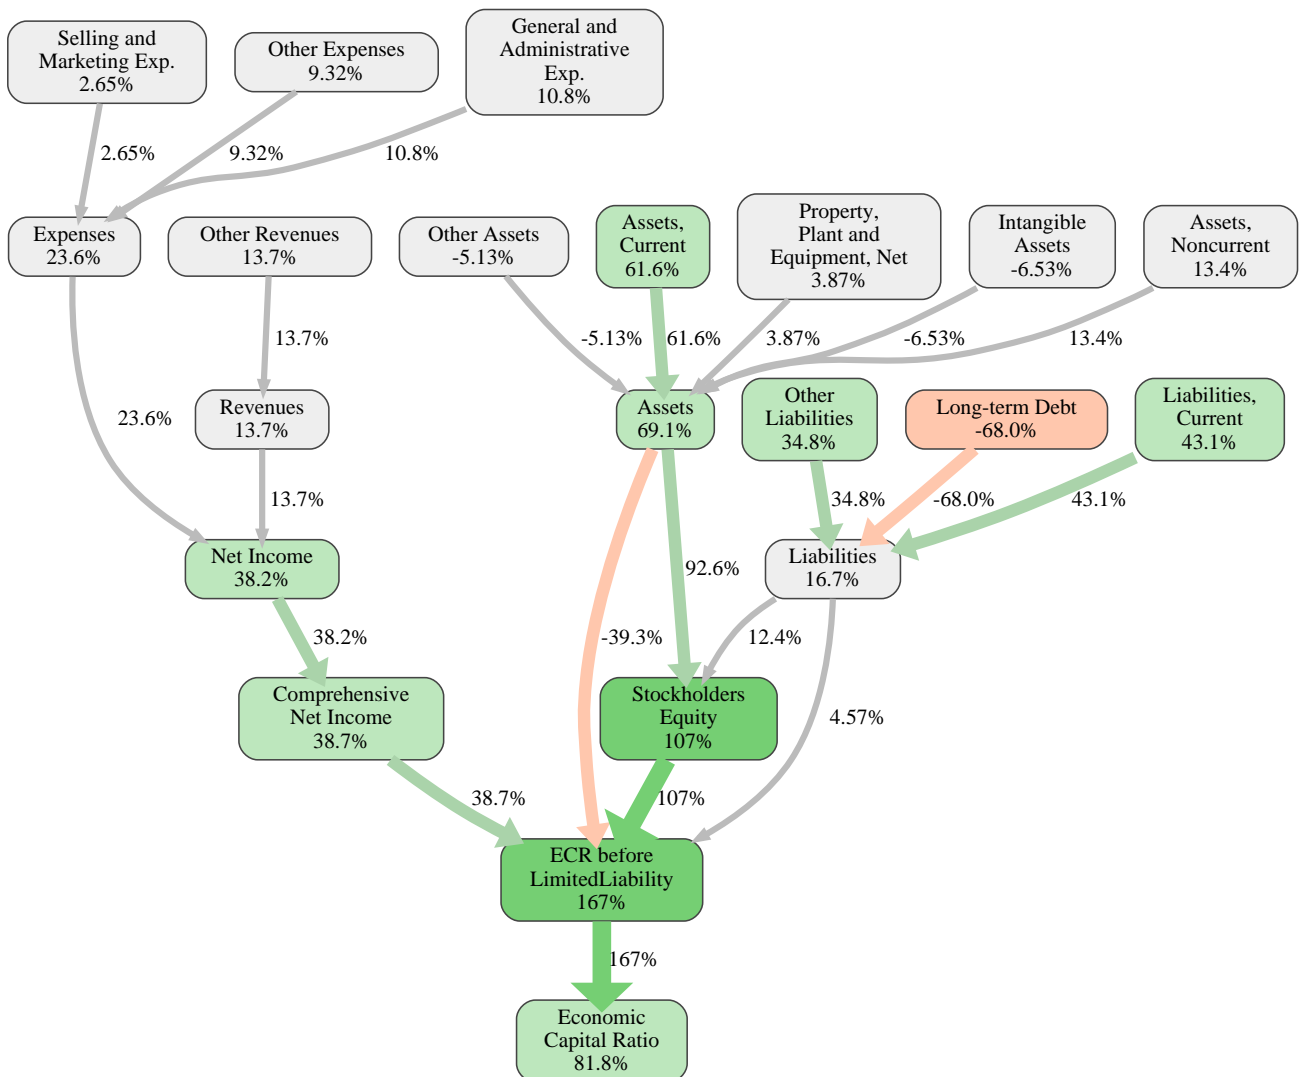 Selling and
Marketing Exp.
2.65%
Other Expenses
9.32%
General and
Administrative
Exp.
10.8%
2.65%
9.32%
10.8%
Expenses
23.6%
Other Revenues
13.7%
Other Assets
-5.13%
Assets,
Current
61.6%
Property,
Plant and
Equipment, Net
3.87%
Intangible
Assets
-6.53%
Assets,
Noncurrent
13.4%
13.7%
-5.13%
61.6%
3.87%
-6.53%
13.4%
23.6%
Revenues
13.7%
Assets
69.1%
Other
Liabilities
34.8%
Long-term Debt
-68.0%
Liabilities,
Current
43.1%
13.7%
34.8%
-68.0%
43.1%
Net Income
38.2%
92.6%
Liabilities
16.7%
38.2%
-39.3%
12.4%
Comprehensive
Net Income
38.7%
Stockholders
Equity
107%
4.57%
38.7%
107%
ECR before
LimitedLiability
167%
167%
Economic
Capital Ratio
81.8%